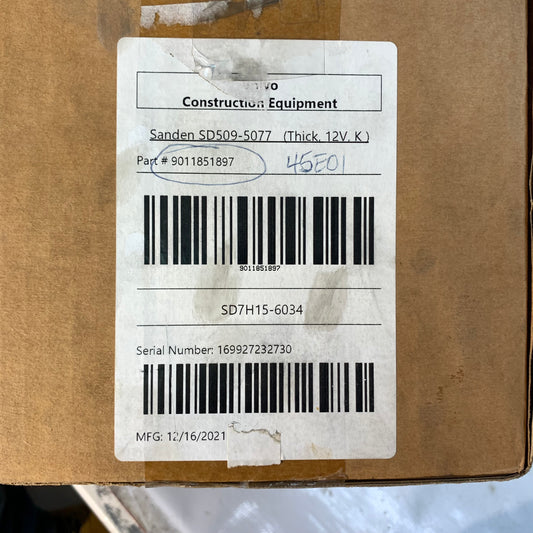 Construction Equipment
Sanden SD509-5077 (Thick, 12V, K )
Part # 9011851897 45E01
9011851897
SD7H15-6034
Serial Number: 169927232730
MFG: 12/16/2021